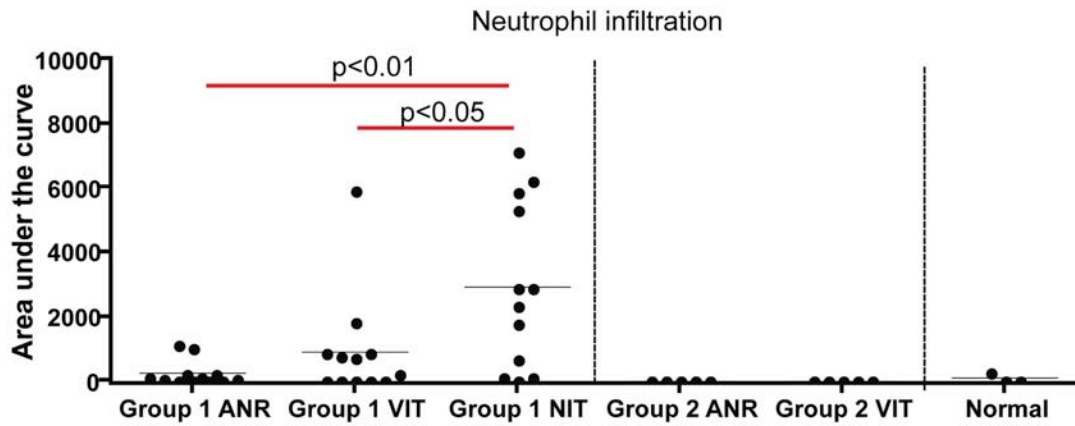 Neutrophil infiltration
Area under the curve
10000
8000
6000
4000
2000
0
p<0.01
p<0.05
Group 1 ANR Group 1 VIT Group 1 NIT Group 2 ANR Group 2 VIT Normal